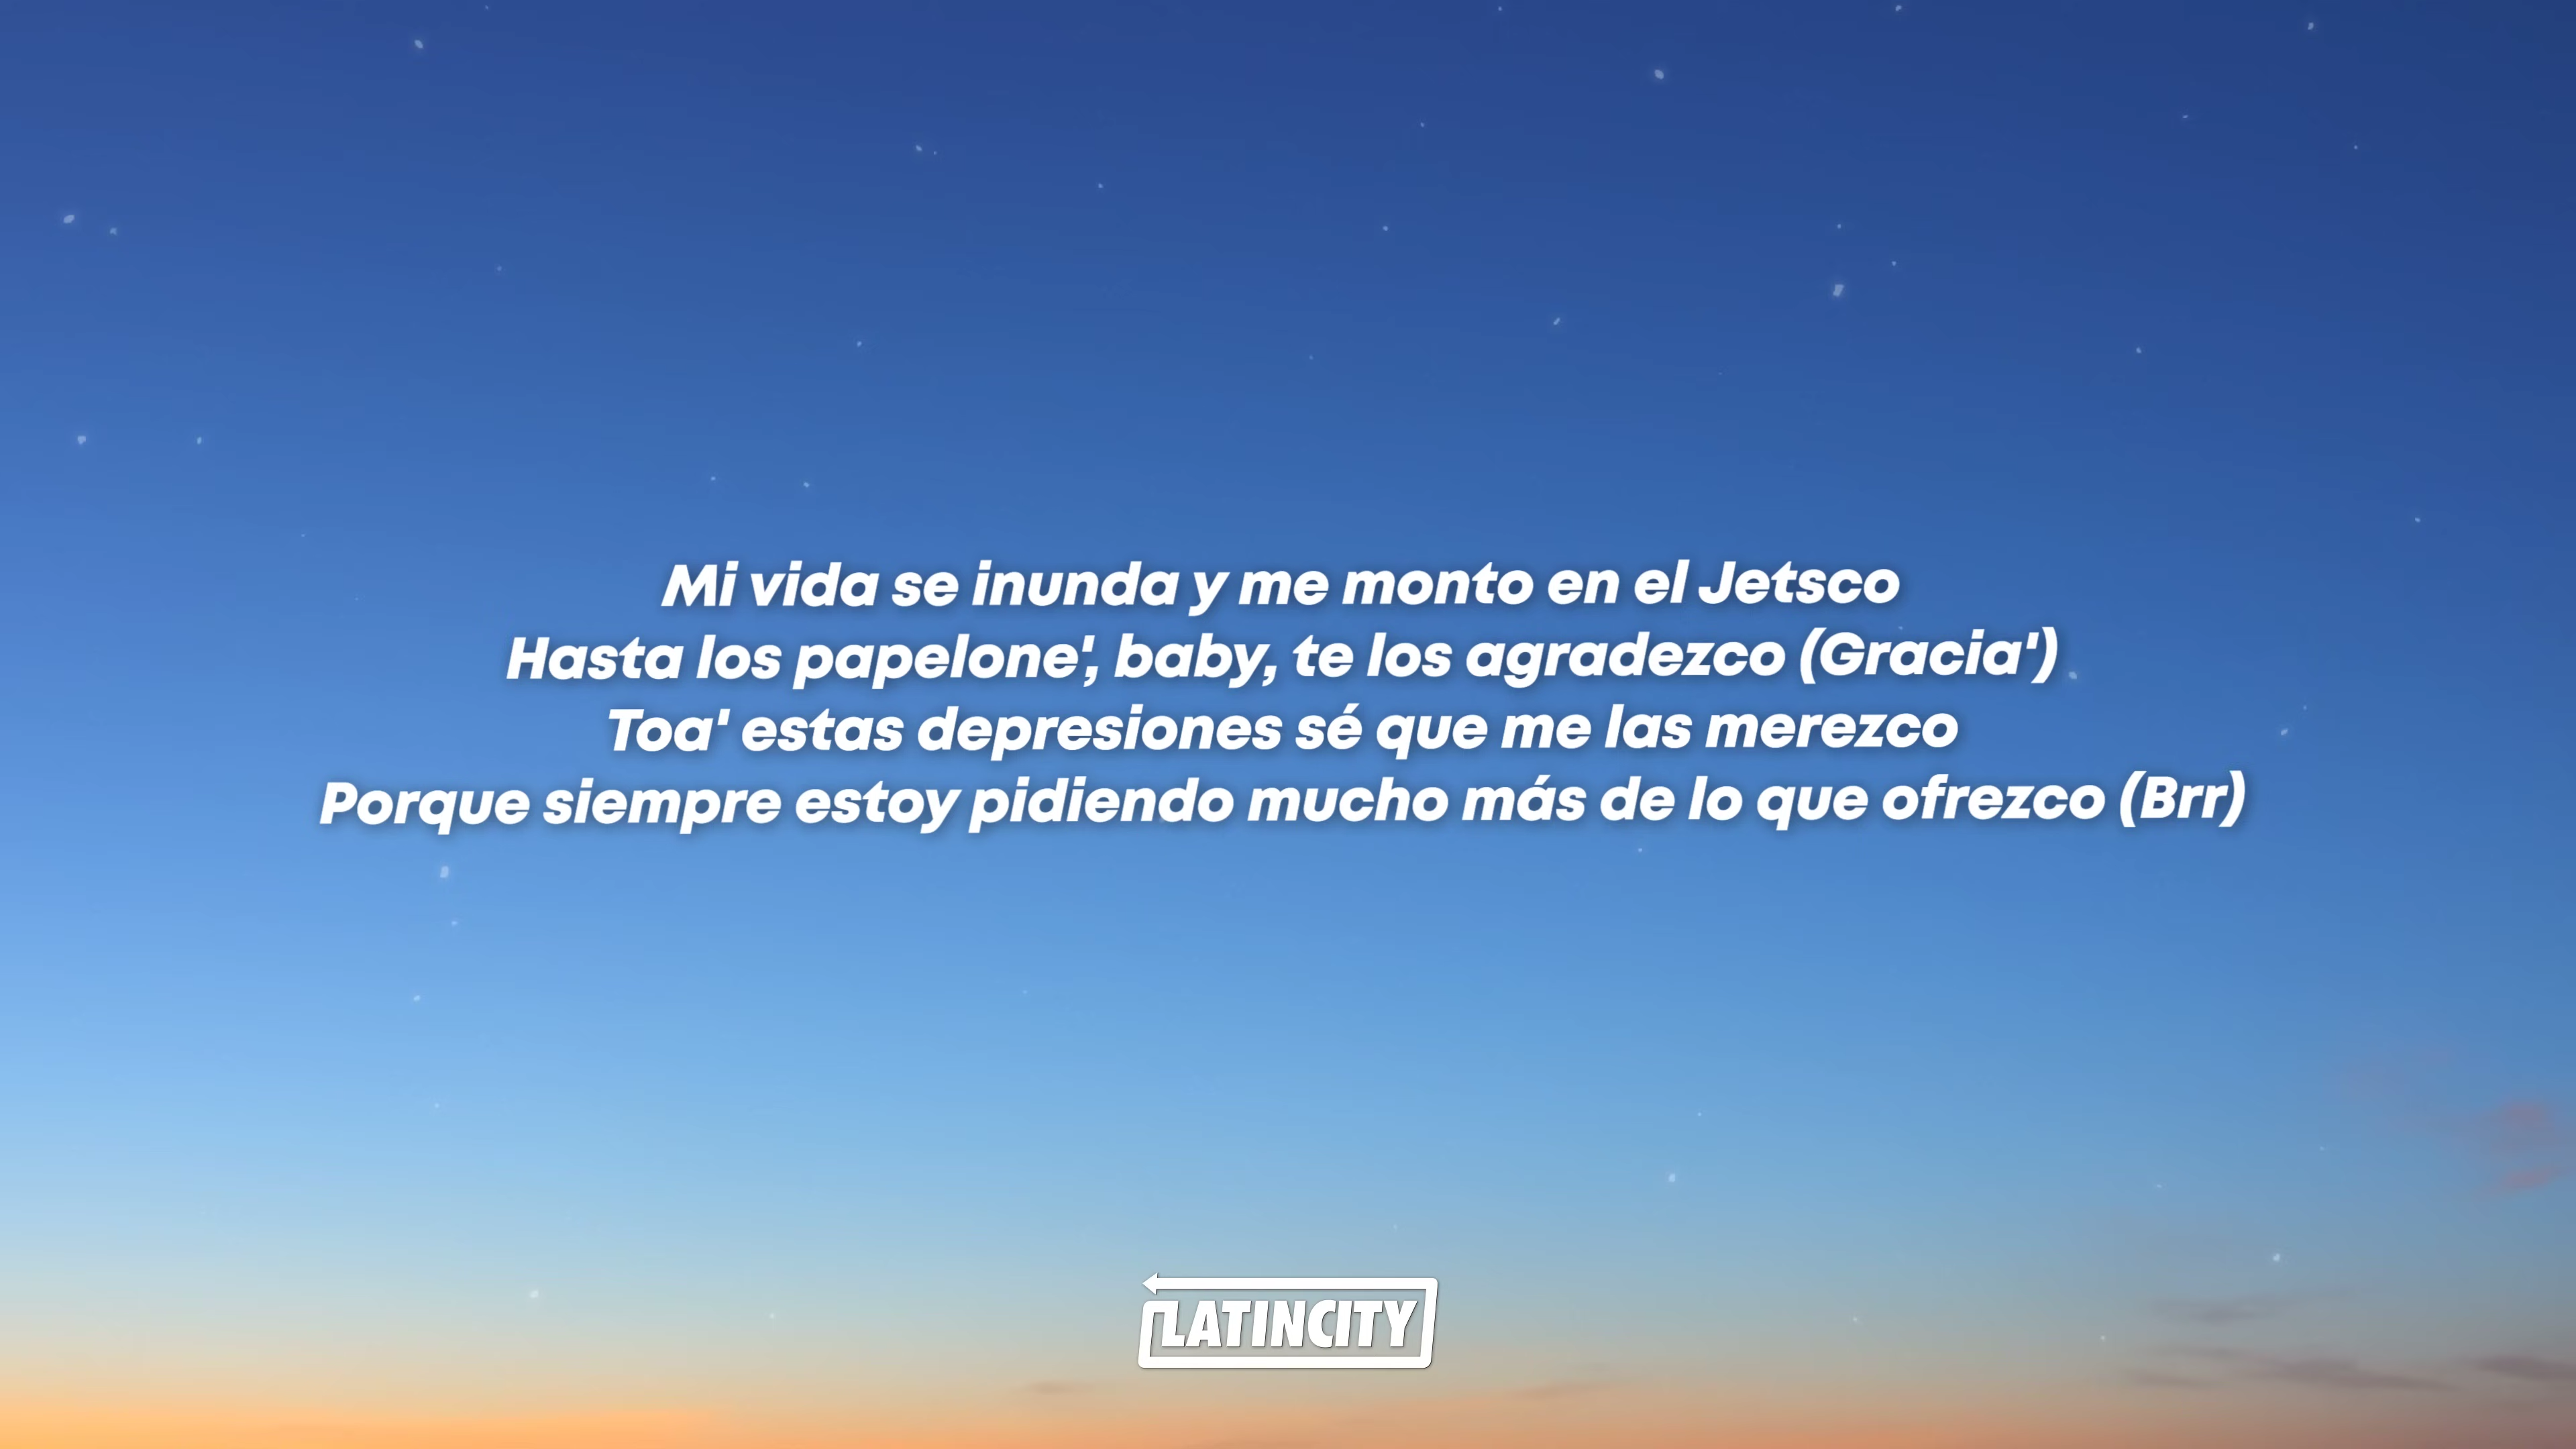 Mi vida se inunda y me monto en el Jetsco
Hasta los papelone', baby, te los agradezco (Gracia')
Toa' estas depresiones sé que me las merezco
Porque siempre estoy pidiendo mucho más de lo que ofrezco (Brr)
LATINCITY